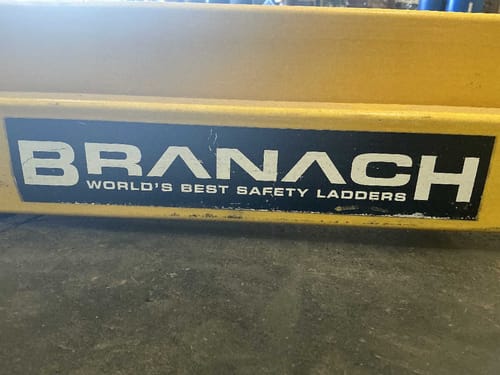 BRANACH
WORLD'S BEST SAFETY LADDERS